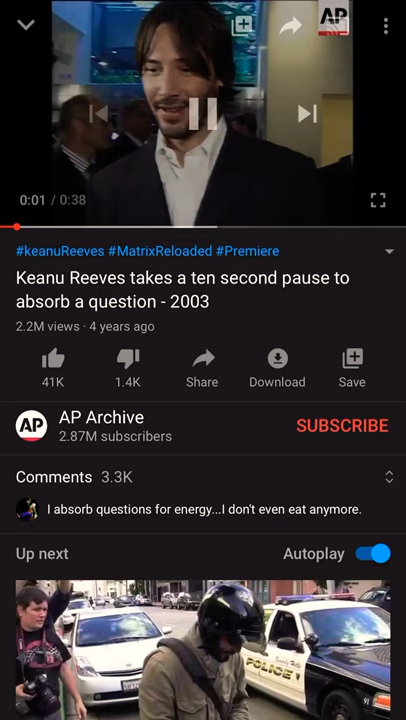 AP
0:01 / 0:38
#keanuReeves #MatrixReloaded #Premiere
Keanu Reeves takes a ten second pause to
absorb a question - 2003
2.2M views · 4 years ago
41K
1.4K
Share
Download
Save
AP
AP Archive
2.87M subscribers
SUBSCRIBE
Comments 3.3K
I absorb questions for energy...I don't even eat anymore.
Up next
Autoplay
POLICE